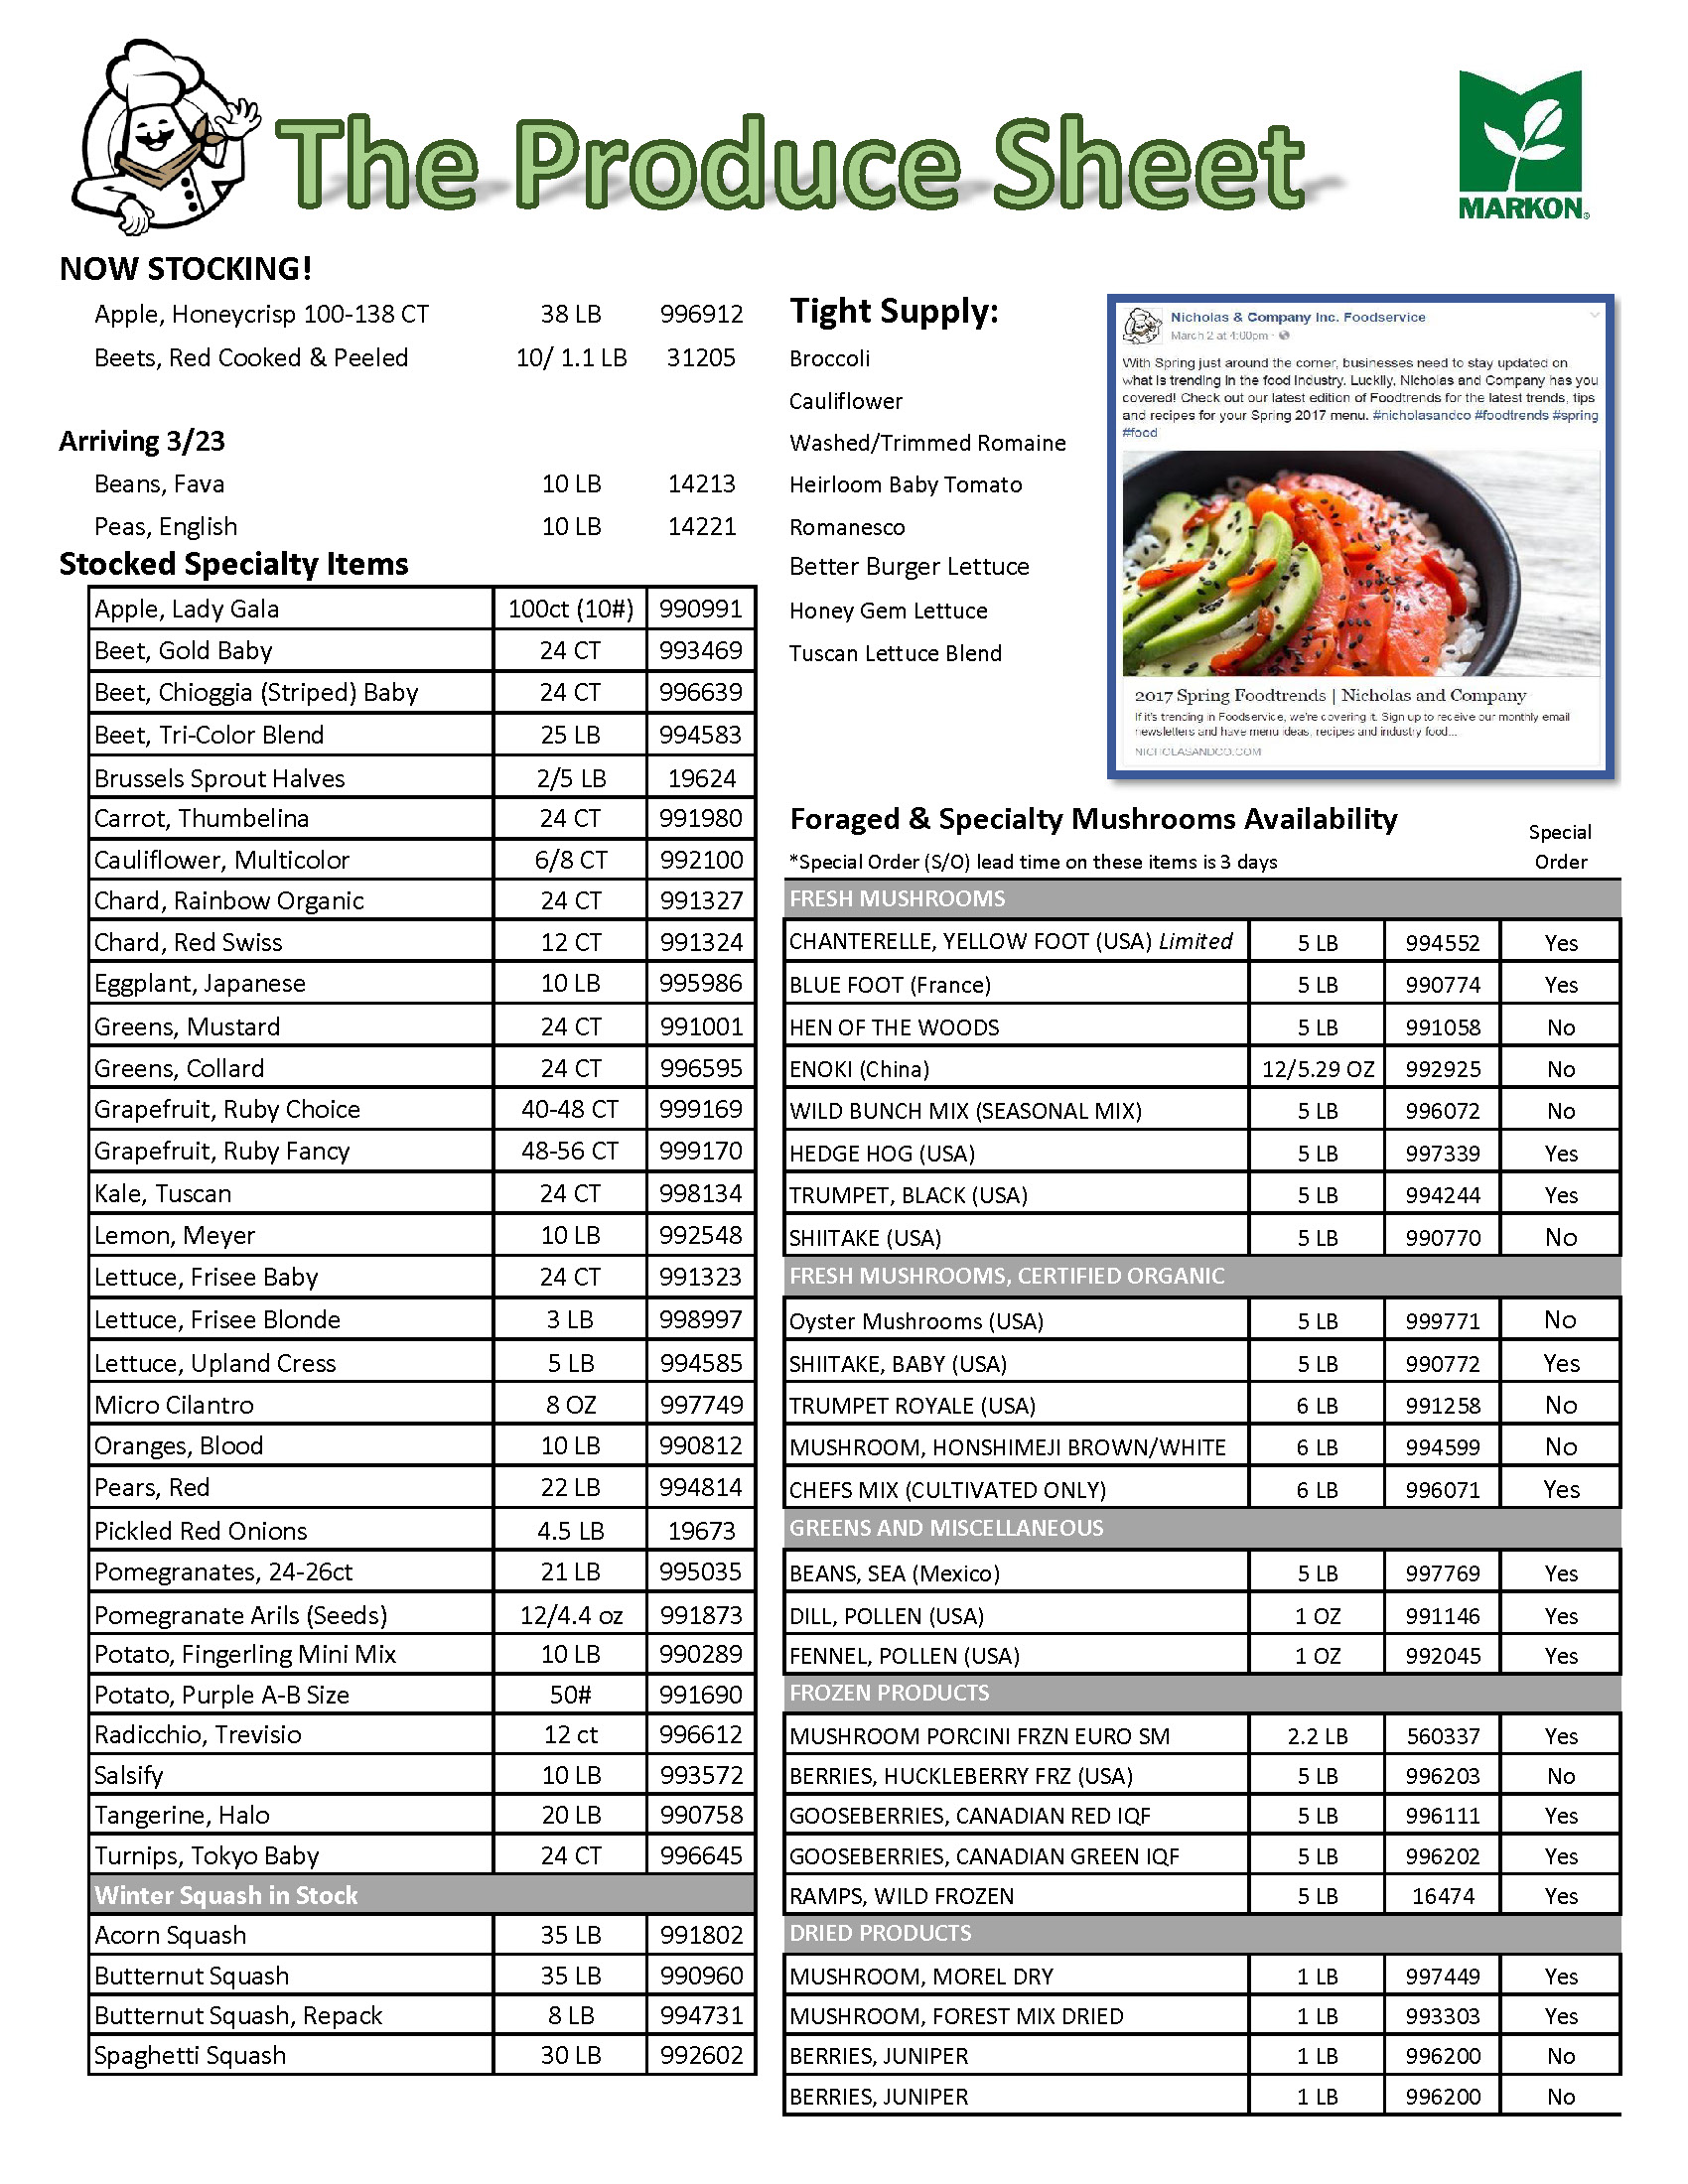 The Produce Sheet
MARKON®
NOW STOCKING!
Apple, Honeycrisp 100-138 CT 38 LB 996912
Beets, Red Cooked & Peeled 10/ 1.1 LB 31205
Arriving 3/23
Beans, Fava 10 LB 14213
Peas, English 10 LB 14221
Stocked Specialty Items
Apple, Lady Gala 100ct (10#) 990991
Beet, Gold Baby 24 CT 993469
Beet, Chioggia (Striped) Baby 24 CT 996639
Beet, Tri-Color Blend 25 LB 994583
Brussels Sprout Halves 2/5 LB 19624
Carrot, Thumbelina 24 CT 991980
Cauliflower, Multicolor 6/8 CT 992100
Chard, Rainbow Organic 24 CT 991327
Chard, Red Swiss 12 CT 991324
Eggplant, Japanese 10 LB 995986
Greens, Mustard 24 CT 991001
Greens, Collard 24 CT 996595
Grapefruit, Ruby Choice 40-48 CT 999169
Grapefruit, Ruby Fancy 48-56 CT 999170
Kale, Tuscan 24 CT 998134
Lemon, Meyer 10 LB 992548
Lettuce, Frisee Baby 24 CT 991323
Lettuce, Frisee Blonde 3 LB 998997
Lettuce, Upland Cress 5 LB 994585
Micro Cilantro 8 OZ 997749
Oranges, Blood 10 LB 990812
Pears, Red 22 LB 994814
Pickled Red Onions 4.5 LB 19673
Pomegranates, 24-26ct 21 LB 995035
Pomegranate Arils (Seeds) 12/4.4 oz 991873
Potato, Fingerling Mini Mix 10 LB 990289
Potato, Purple A-B Size 50# 991690
Radicchio, Trevisio 12 ct 996612
Salsify 10 LB 993572
Tangerine, Halo 20 LB 990758
Turnips, Tokyo Baby 24 CT 996645
Winter Squash in Stock
Acorn Squash 35 LB 991802
Butternut Squash 35 LB 990960
Butternut Squash, Repack 8 LB 994731
Spaghetti Squash 30 LB 992602
Tight Supply:
Broccoli
Cauliflower
Washed/Trimmed Romaine
Heirloom Baby Tomato
Romanesco
Better Burger Lettuce
Honey Gem Lettuce
Tuscan Lettuce Blend
Nicholas & Company Inc. Foodservice
March 2 at 4:00pm ·
With Spring just around the corner, businesses need to stay updated on
what is trending in the food industry. Luckily, Nicholas and Company has you
covered! Check out our latest edition of Foodtrends for the latest trends, tips
and recipes for your Spring 2017 menu. #nicholasandco #foodtrends #spring
#food
2017 Spring Foodtrends | Nicholas and Company
If it's trending in Foodservice, we're covering it. Sign up to receive our monthly email
newsletters and have menu ideas, recipes and industry food...
NICHOLASANDCO.COM
Foraged & Specialty Mushrooms Availability
*Special Order (S/O) lead time on these items is 3 days
Special
Order
FRESH MUSHROOMS
CHANTERELLE, YELLOW FOOT (USA) Limited 5 LB 994552 Yes
BLUE FOOT (France) 5 LB 990774 Yes
HEN OF THE WOODS 5 LB 991058 No
ENOKI (China) 12/5.29 OZ 992925 No
WILD BUNCH MIX (SEASONAL MIX) 5 LB 996072 No
HEDGE HOG (USA) 5 LB 997339 Yes
TRUMPET, BLACK (USA) 5 LB 994244 Yes
SHIITAKE (USA) 5 LB 990770 No
FRESH MUSHROOMS, CERTIFIED ORGANIC
Oyster Mushrooms (USA) 5 LB 999771 No
SHIITAKE, BABY (USA) 5 LB 990772 Yes
TRUMPET ROYALE (USA) 6 LB 991258 No
MUSHROOM, HONSHIMEJI BROWN/WHITE 6 LB 994599 No
CHEFS MIX (CULTIVATED ONLY) 6 LB 996071 Yes
GREENS AND MISCELLANEOUS
BEANS, SEA (Mexico) 5 LB 997769 Yes
DILL, POLLEN (USA) 1 OZ 991146 Yes
FENNEL, POLLEN (USA) 1 OZ 992045 Yes
FROZEN PRODUCTS
MUSHROOM PORCINI FRZN EURO SM 2.2 LB 560337 Yes
BERRIES, HUCKLEBERRY FRZ (USA) 5 LB 996203 No
GOOSEBERRIES, CANADIAN RED IQF 5 LB 996111 Yes
GOOSEBERRIES, CANADIAN GREEN IQF 5 LB 996202 Yes
RAMPS, WILD FROZEN 5 LB 16474 Yes
DRIED PRODUCTS
MUSHROOM, MOREL DRY 1 LB 997449 Yes
MUSHROOM, FOREST MIX DRIED 1 LB 993303 Yes
BERRIES, JUNIPER 1 LB 996200 No
BERRIES, JUNIPER 1 LB 996200 No